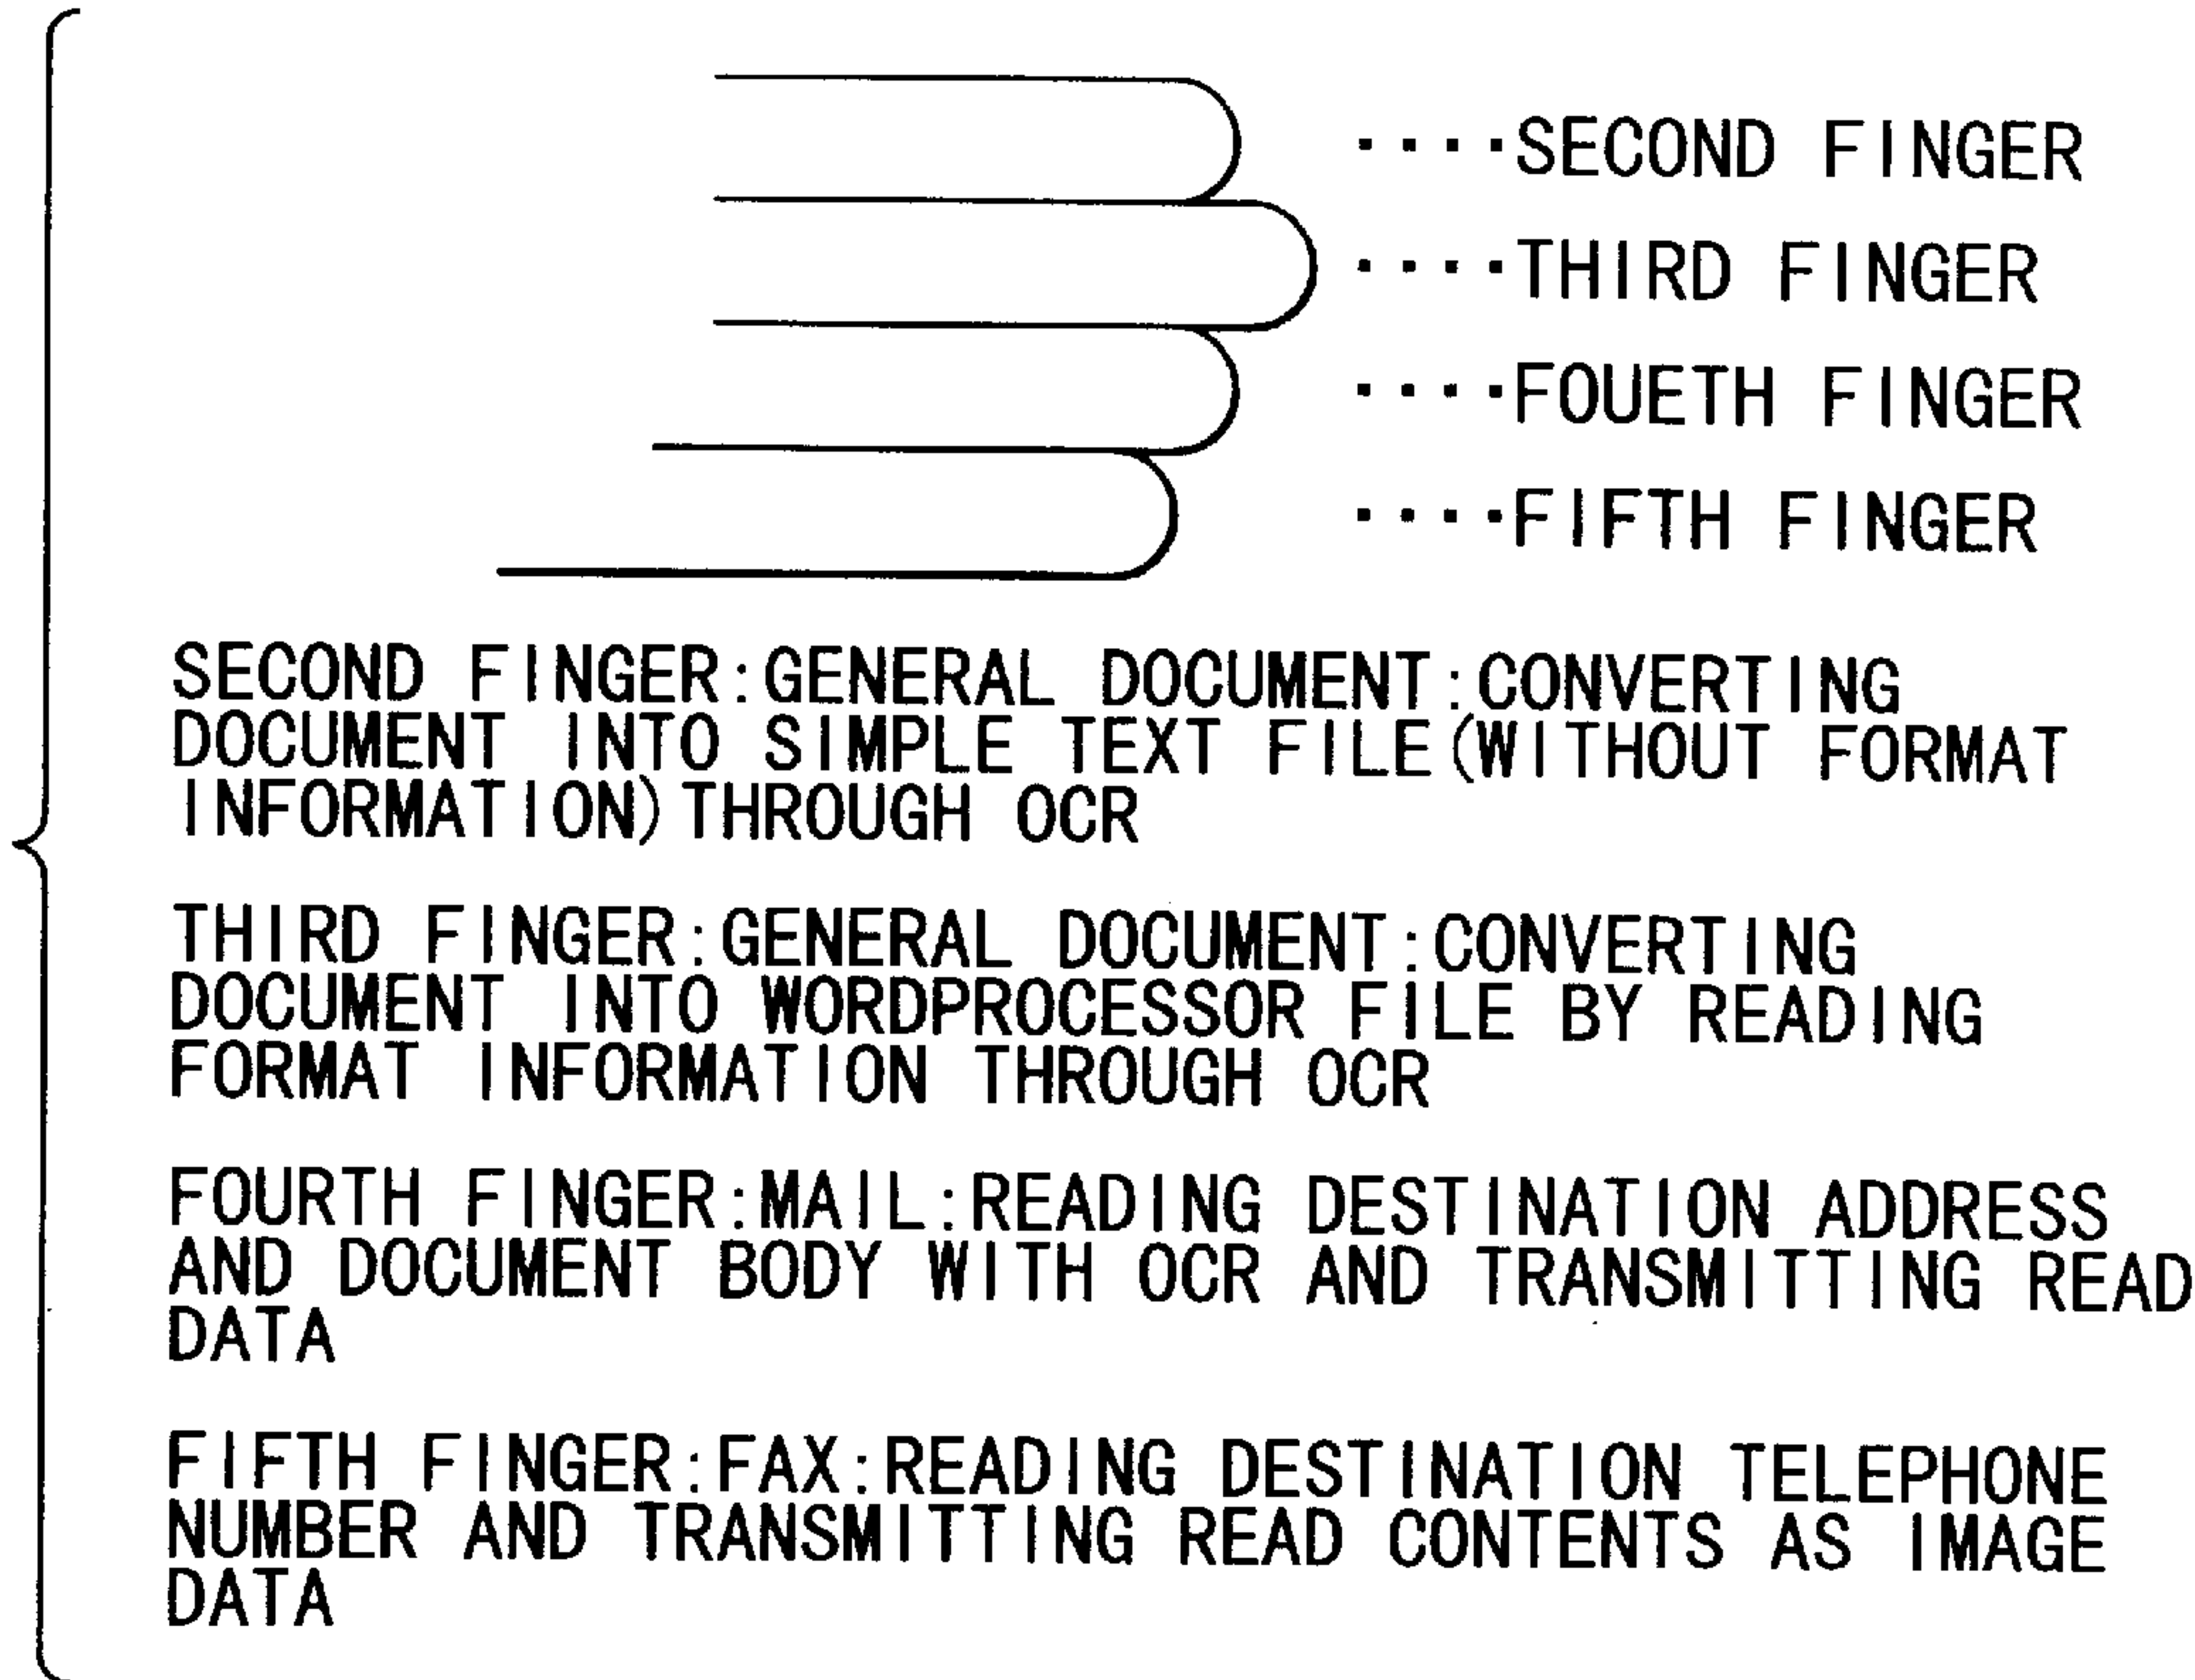 ····SECOND FINGER
····THIRD FINGER
····FOUETH FINGER
····FIFTH FINGER
SECOND FINGER:GENERAL DOCUMENT:CONVERTING
DOCUMENT INTO SIMPLE TEXT FILE(WITHOUT FORMAT
INFORMATION)THROUGH OCR
THIRD FINGER:GENERAL DOCUMENT:CONVERTING
DOCUMENT INTO WORDPROCESSOR FILE BY READING
FORMAT INFORMATION THROUGH OCR
FOURTH FINGER:MAIL:READING DESTINATION ADDRESS
AND DOCUMENT BODY WITH OCR AND TRANSMITTING READ
DATA
FIFTH FINGER:FAX:READING DESTINATION TELEPHONE
NUMBER AND TRANSMITTING READ CONTENTS AS IMAGE
DATA